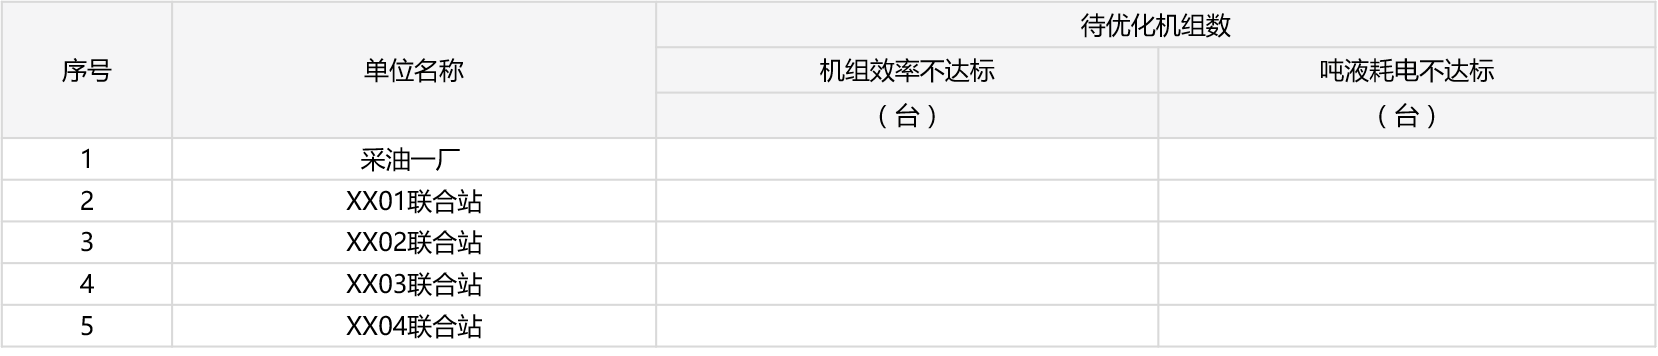 待优化机组数
序号 单位名称 机组效率不达标 吨液耗电不达标
（台） （台）
1 采油一厂
2 XX01联合站
3 XX02联合站
4 XX03联合站
5 XX04联合站